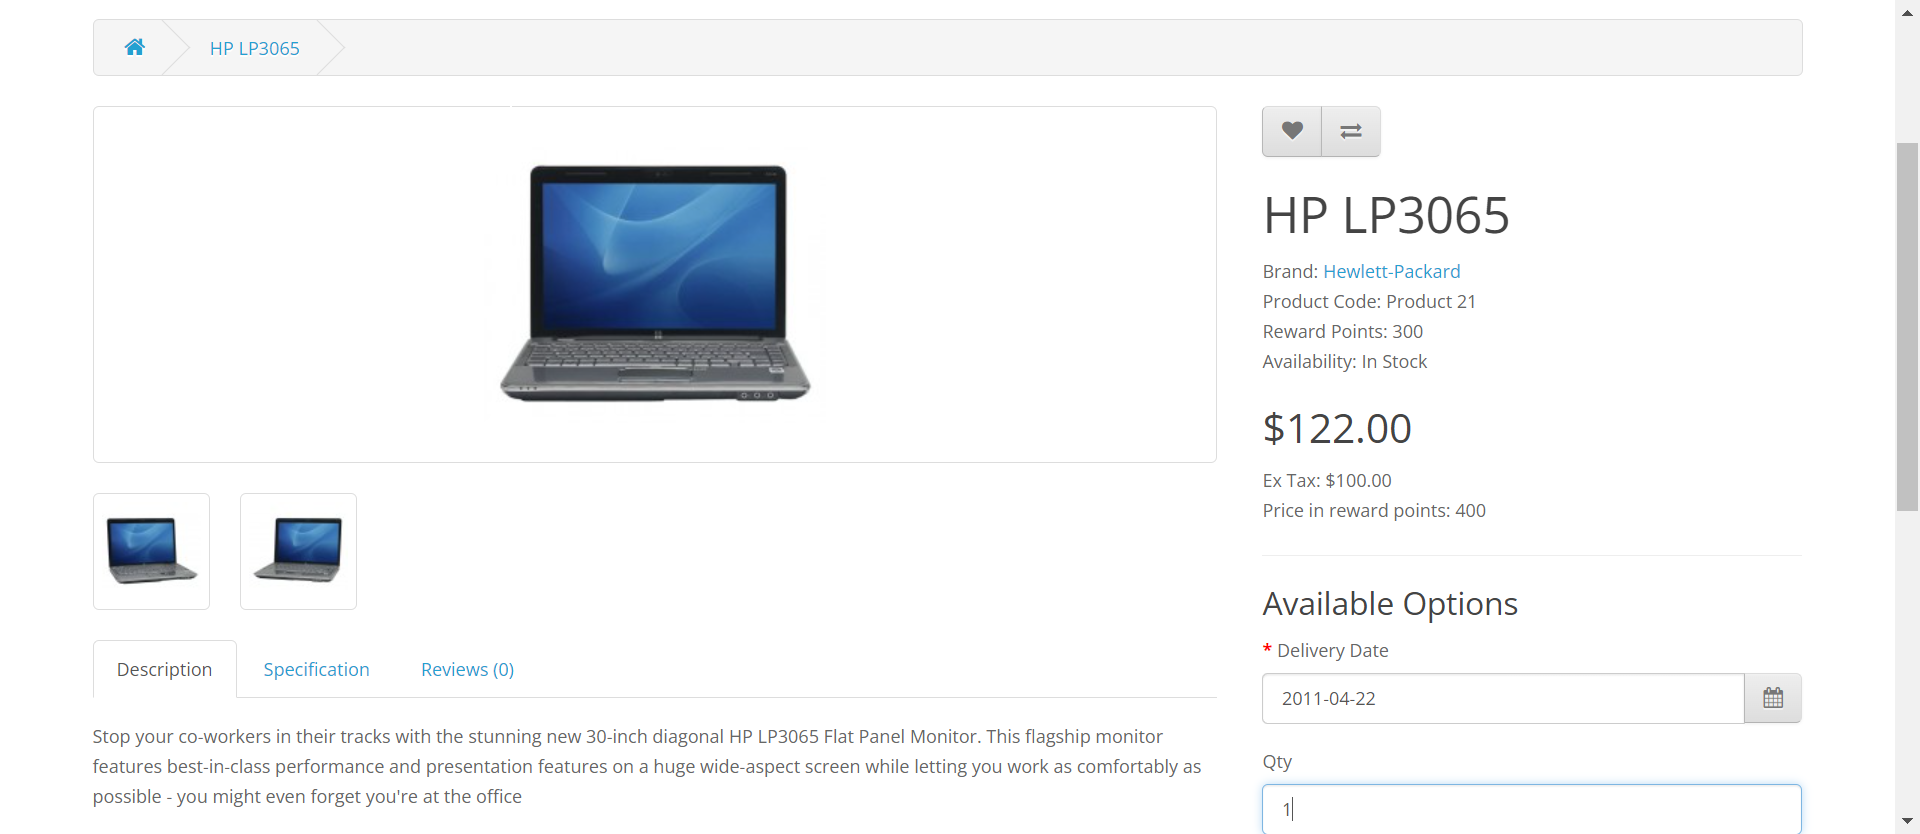 HP LP3065
HP LP3065
Brand: Hewlett-Packard
Product Code: Product 21
Reward Points: 300
Availability: In Stock
$122.00
Ex Tax: $100.00
Price in reward points: 400
Available Options
* Delivery Date
2011-04-22
Qty
1
Description
Specification
Reviews (0)
Stop your co-workers in their tracks with the stunning new 30-inch diagonal HP LP3065 Flat Panel Monitor. This flagship monitor
features best-in-class performance and presentation features on a huge wide-aspect screen while letting you work as comfortably as
possible - you might even forget you're at the office